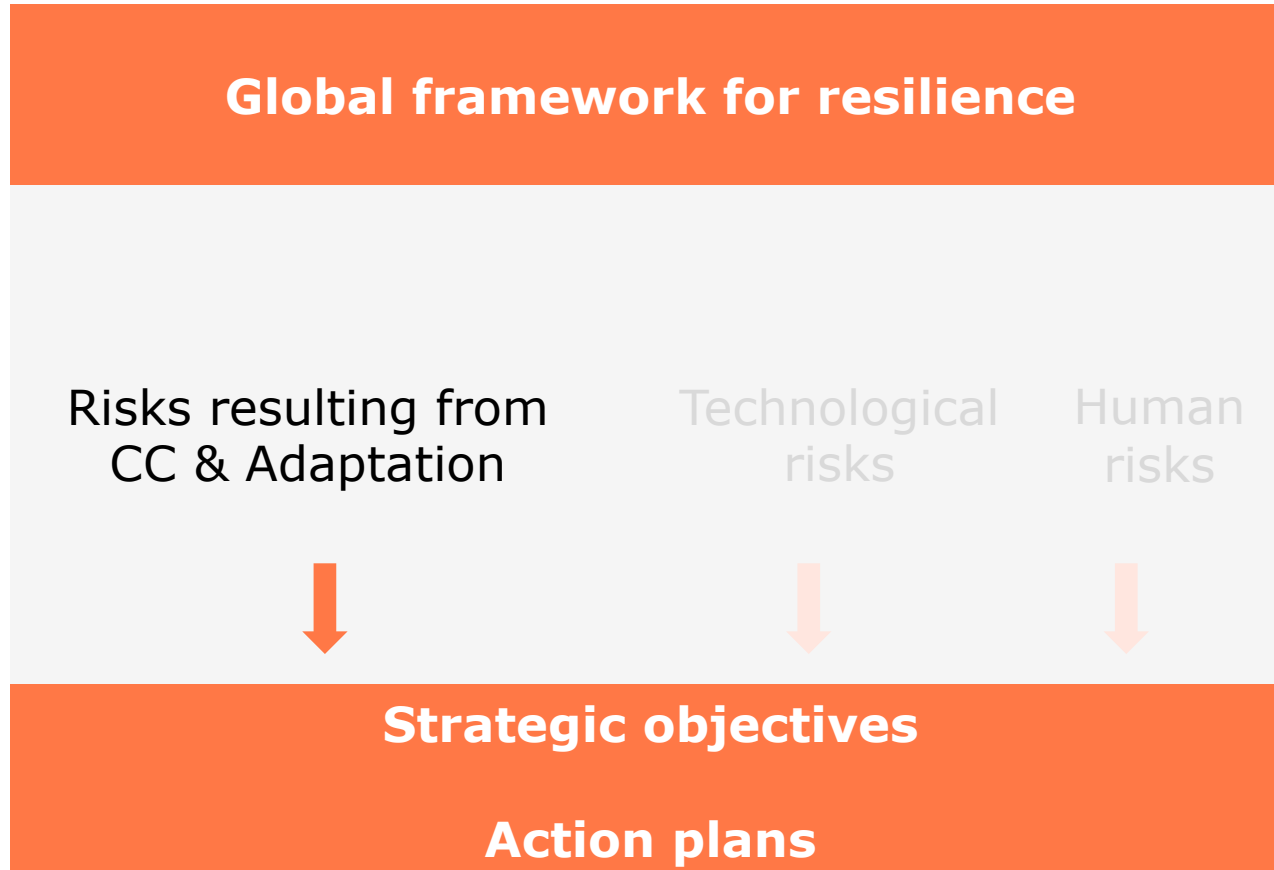 Global framework for resilience
Risks resulting from
CC & Adaptation
Technological
risks
Human
risks
Strategic objectives
Action plans